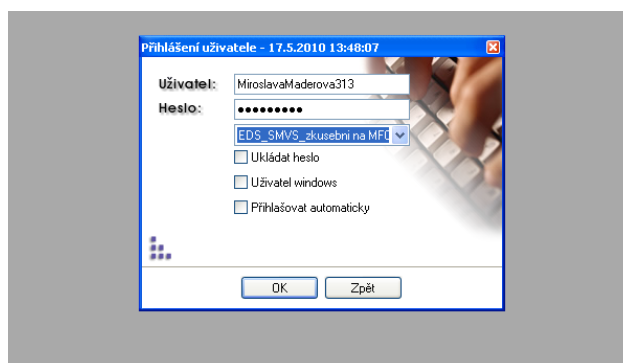 Přihlášení uživatele - 17.5.2010 13:48:07
Uživatel: MiroslavaMaderova313
Heslo: •••••••••
EDS_SMVS_zkusebni na MFČ
Ukládat heslo
Uživatel windows
Přihlašovat automaticky
OK Zpět